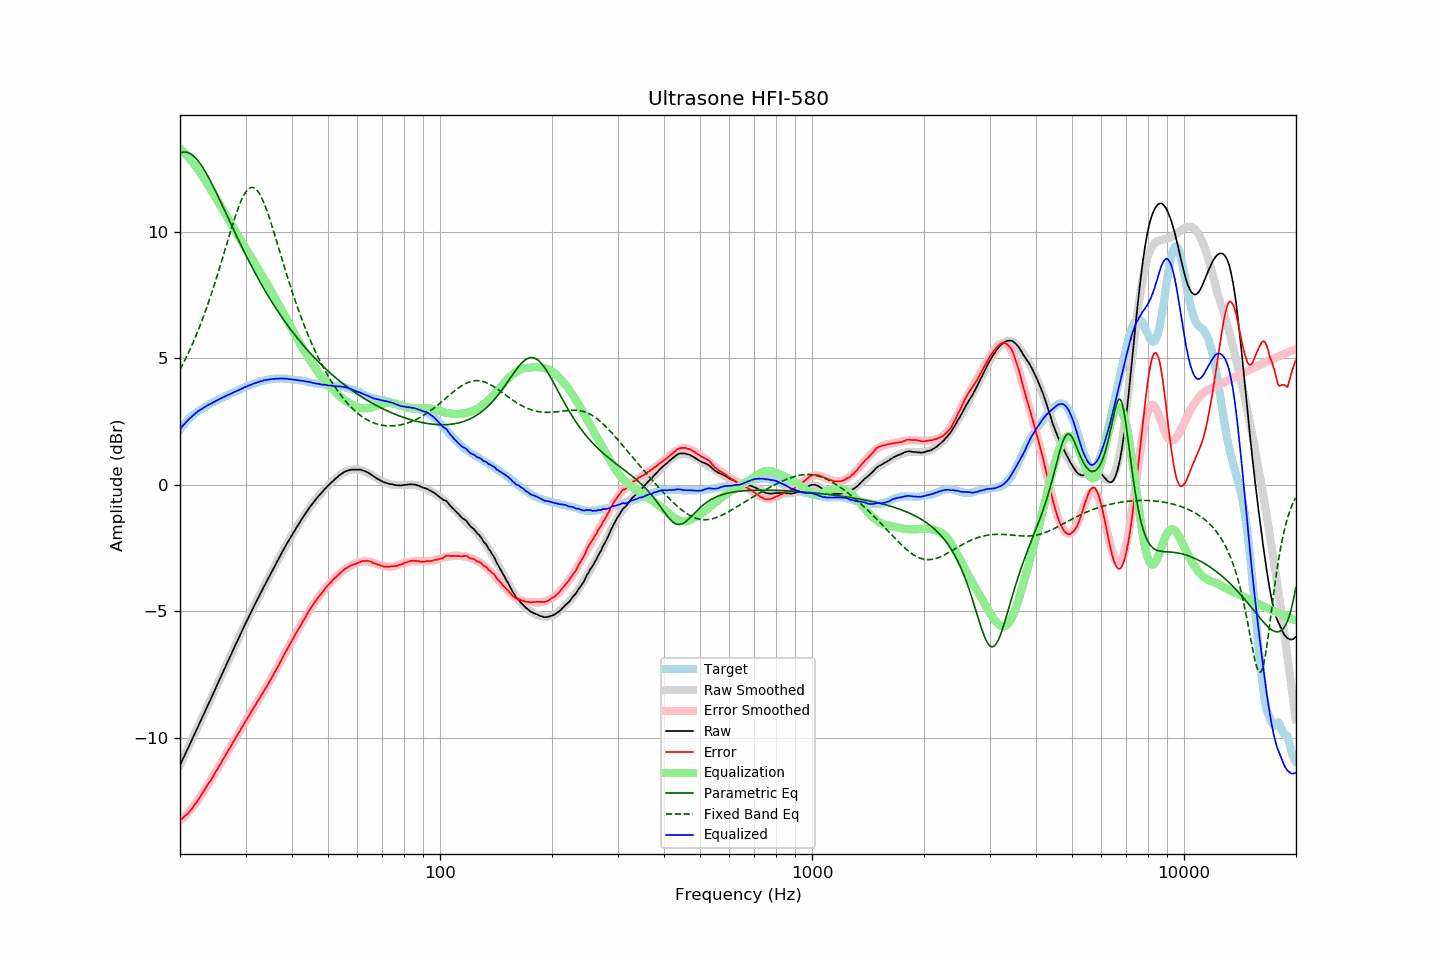 Ultrasone HFI-580
Amplitude (dBr)
10
5
0
−5
−10
100
1000
10000
Frequency (Hz)
Target
Raw Smoothed
Error Smoothed
Raw
Error
Equalization
Parametric Eq
Fixed Band Eq
Equalized